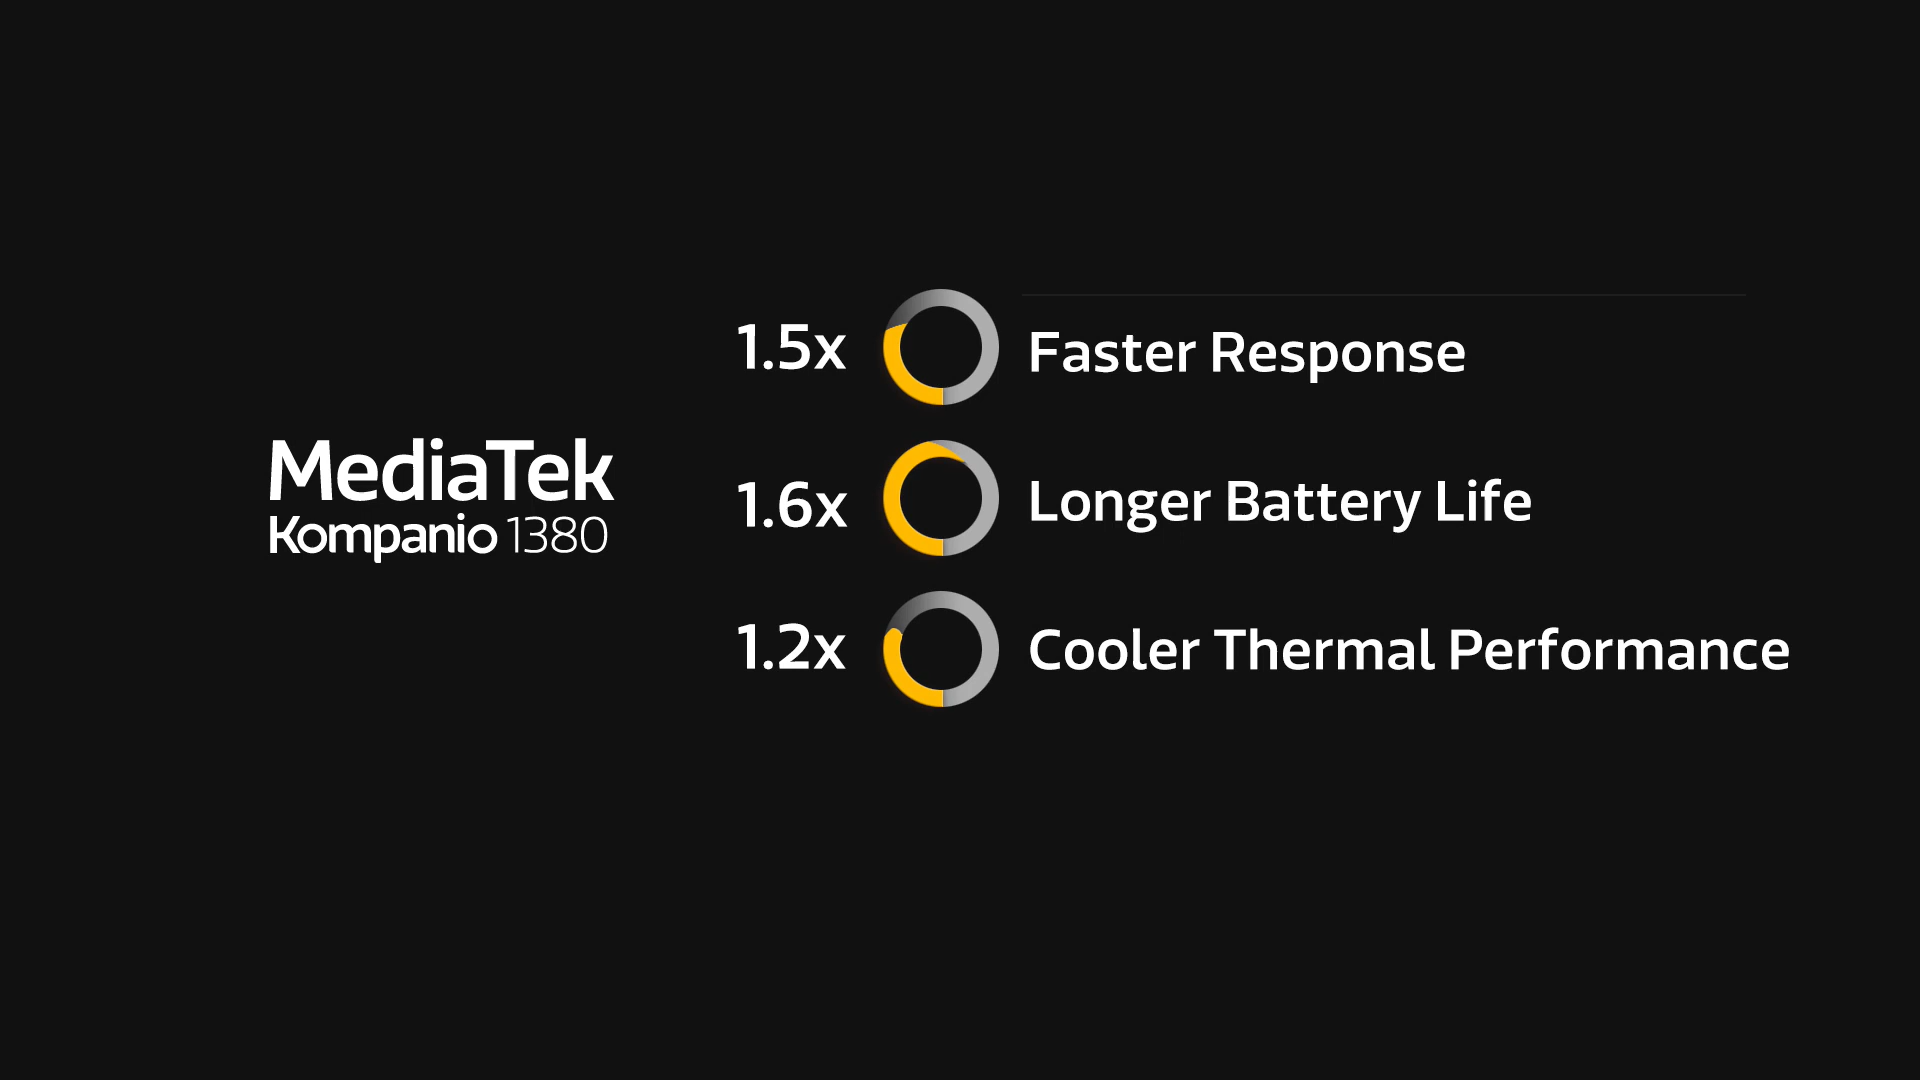 MediaTek
Kompanio 1380
1.5x Faster Response
1.6x Longer Battery Life
1.2x Cooler Thermal Performance